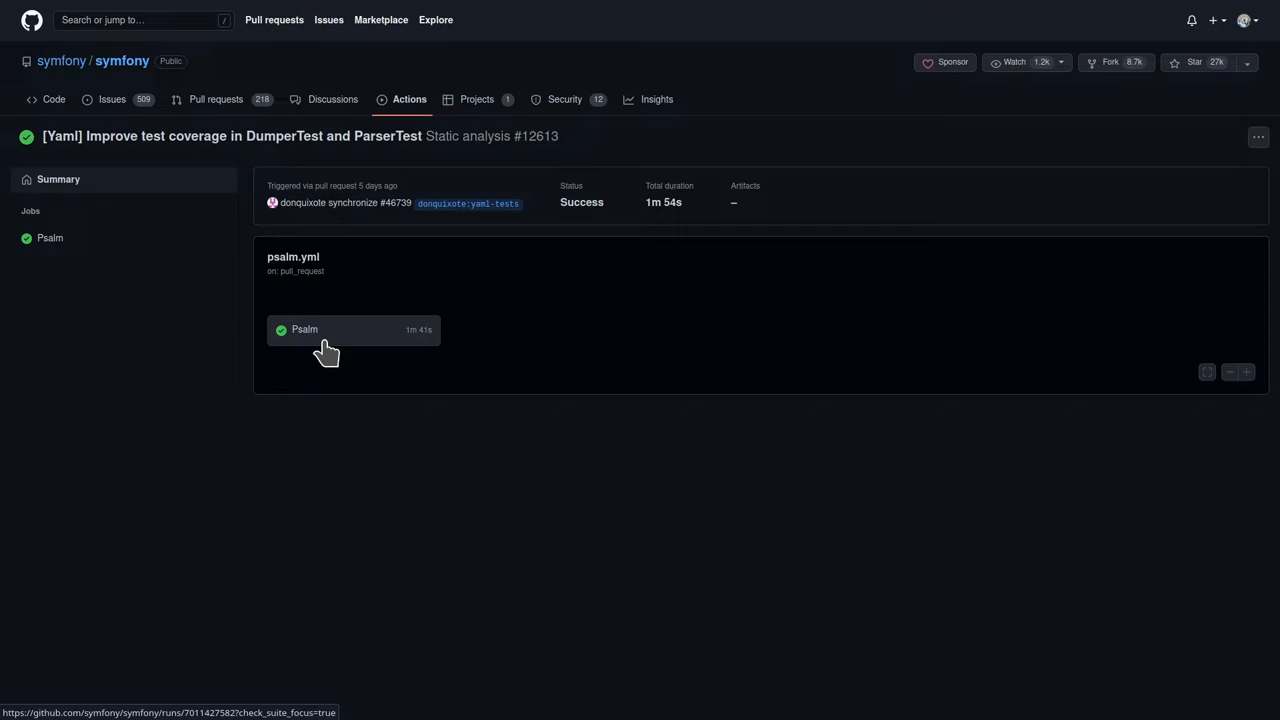 Search or jump to... /
Pull requests Issues Marketplace Explore
symfony / symfony Public
Sponsor Watch 1.2k Fork 8.7k Star 27k
Code Issues 509 Pull requests 218 Discussions Actions Projects 1 Security 12 Insights
[Yaml] Improve test coverage in DumperTest and ParserTest Static analysis #12613
Summary
Jobs
Psalm
Triggered via pull request 5 days ago
donquixote synchronize #46739 donquixote:yaml-tests
Status
Success
Total duration
1m 54s
Artifacts
–
psalm.yml
on: pull_request
Psalm 1m 41s
https://github.com/symfony/symfony/runs/7011427582?check_suite_focus=true